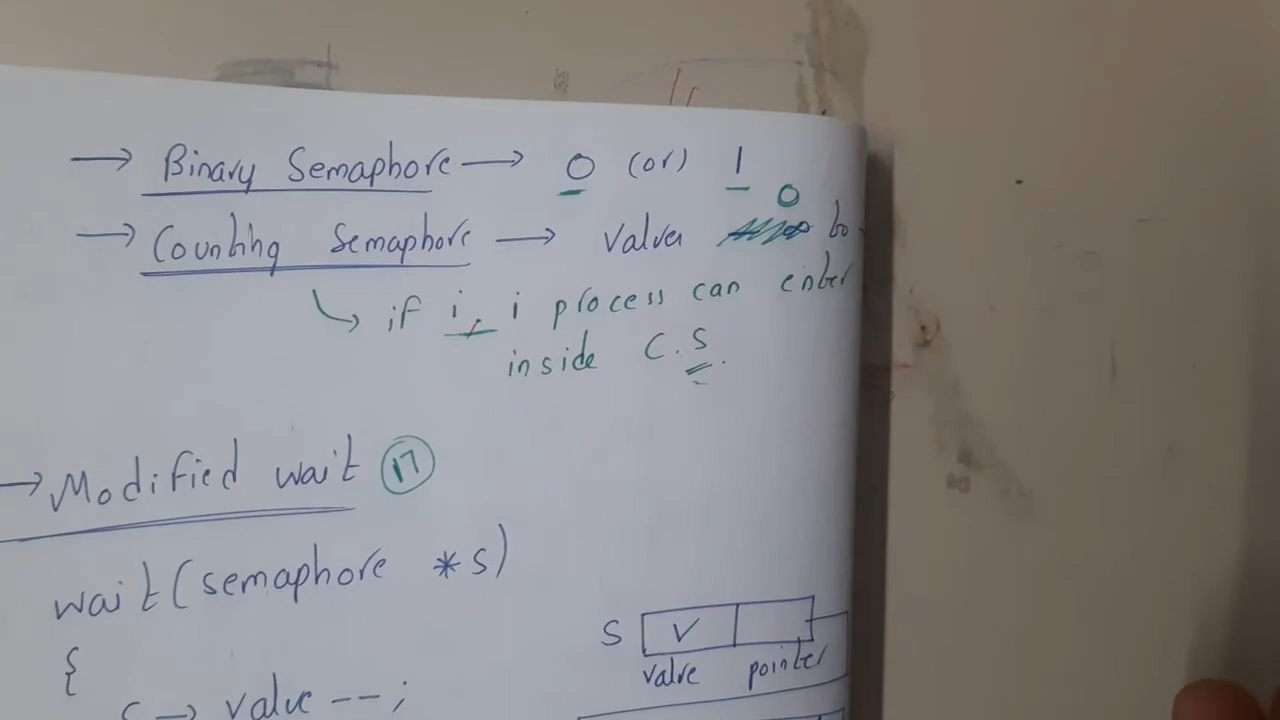 → Binary Semaphore → 0 (or) 1
→ Counting Semaphore → value 0 to
↳ if i, i process can enter
inside C.S.
→ Modified wait 17
wait(semaphore *s)
{
s → value --;
S V
value pointer